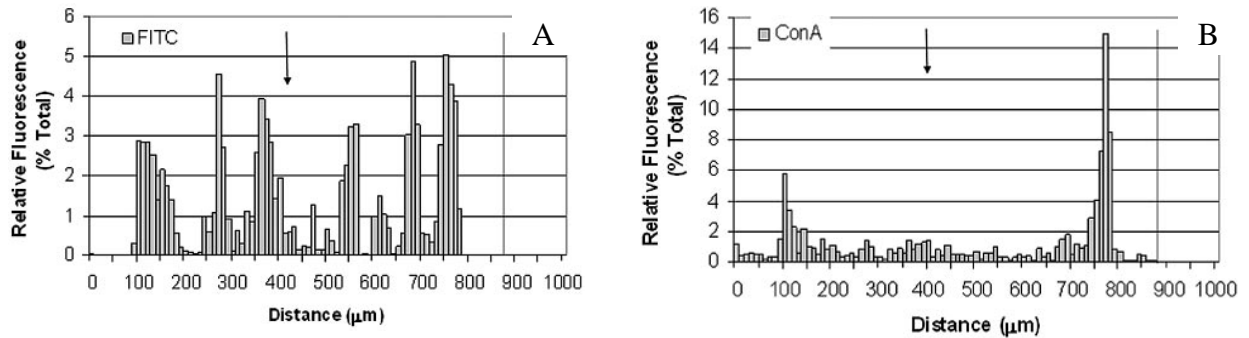 A
FITC
Relative Fluorescence
(% Total)
6
5
4
3
2
1
0
0 100 200 300 400 500 600 700 800 900 1000
Distance (μm)
B
ConA
Relative Fluorescence
(% Total)
16
14
12
10
8
6
4
2
0
0 100 200 300 400 500 600 700 800 900 1000
Distance (μm)